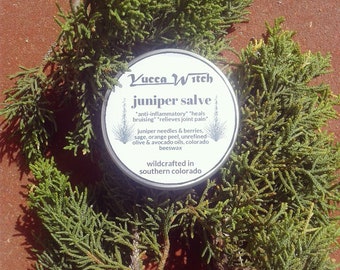 Yucca Witch
juniper salve
"anti-inflammatory" "heals
bruising" "relieves joint pain"
juniper needles & berries,
sage, orange peel, unrefined
olive & avocado oils, colorado
beeswax
wildcrafted in
southern colorado